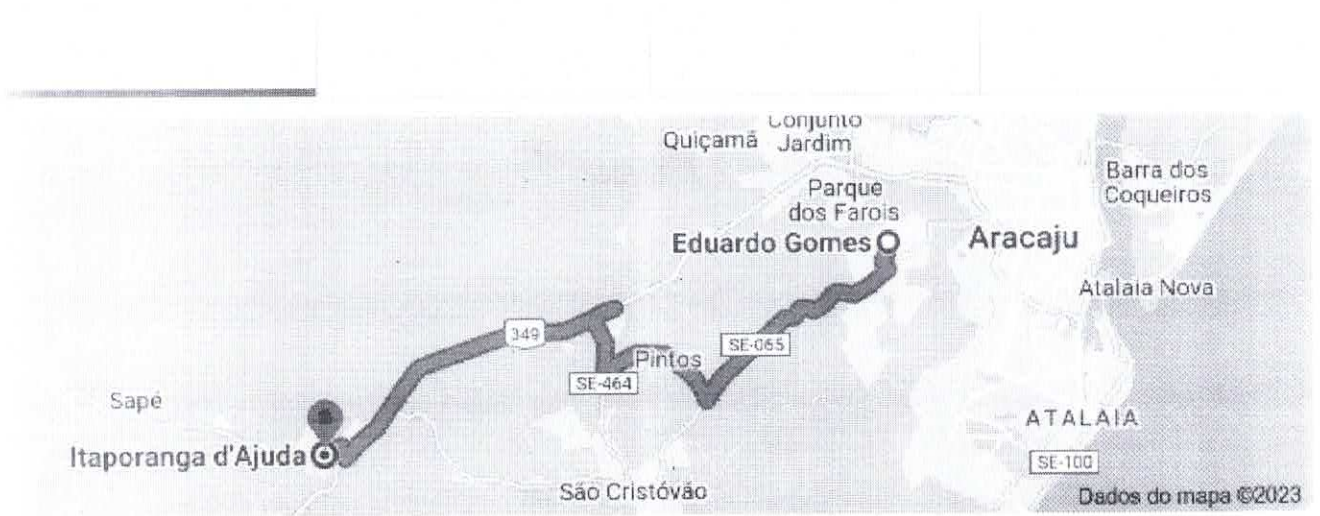 Conjunto
Jardim
Quiçamã
Barra dos
Coqueiros
Parque
dos Farois
Eduardo Gomes
Aracaju
Atalaia Nova
349
SE-065
Pintos
SE-464
Sapé
ATALAIA
Itaporanga d'Ajuda
SE-100
São Cristóvão
Dados do mapa ©2023